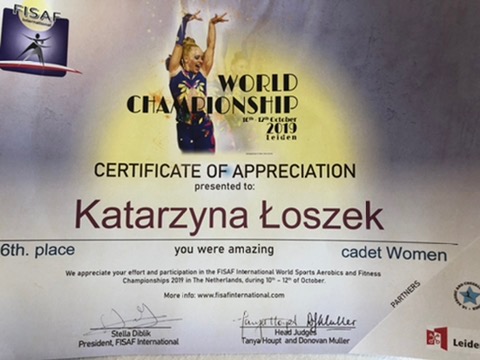 FISAF
International
WORLD
CHAMPIONSHIP
10th - 12th October
2019
Leiden
CERTIFICATE OF APPRECIATION
presented to:
Katarzyna Łoszek
6th. place you were amazing cadet Women
We appreciate your effort and participation in the FISAF International World Sports Aerobics and Fitness
Championships 2019 in The Netherlands, during 10th - 12th of October.
More info: www.fisafinternational.com
PARTNERS
Stella Diblik
President, FISAF International
Head Judges
Tanya Houpt and Donovan Muller
Leiden